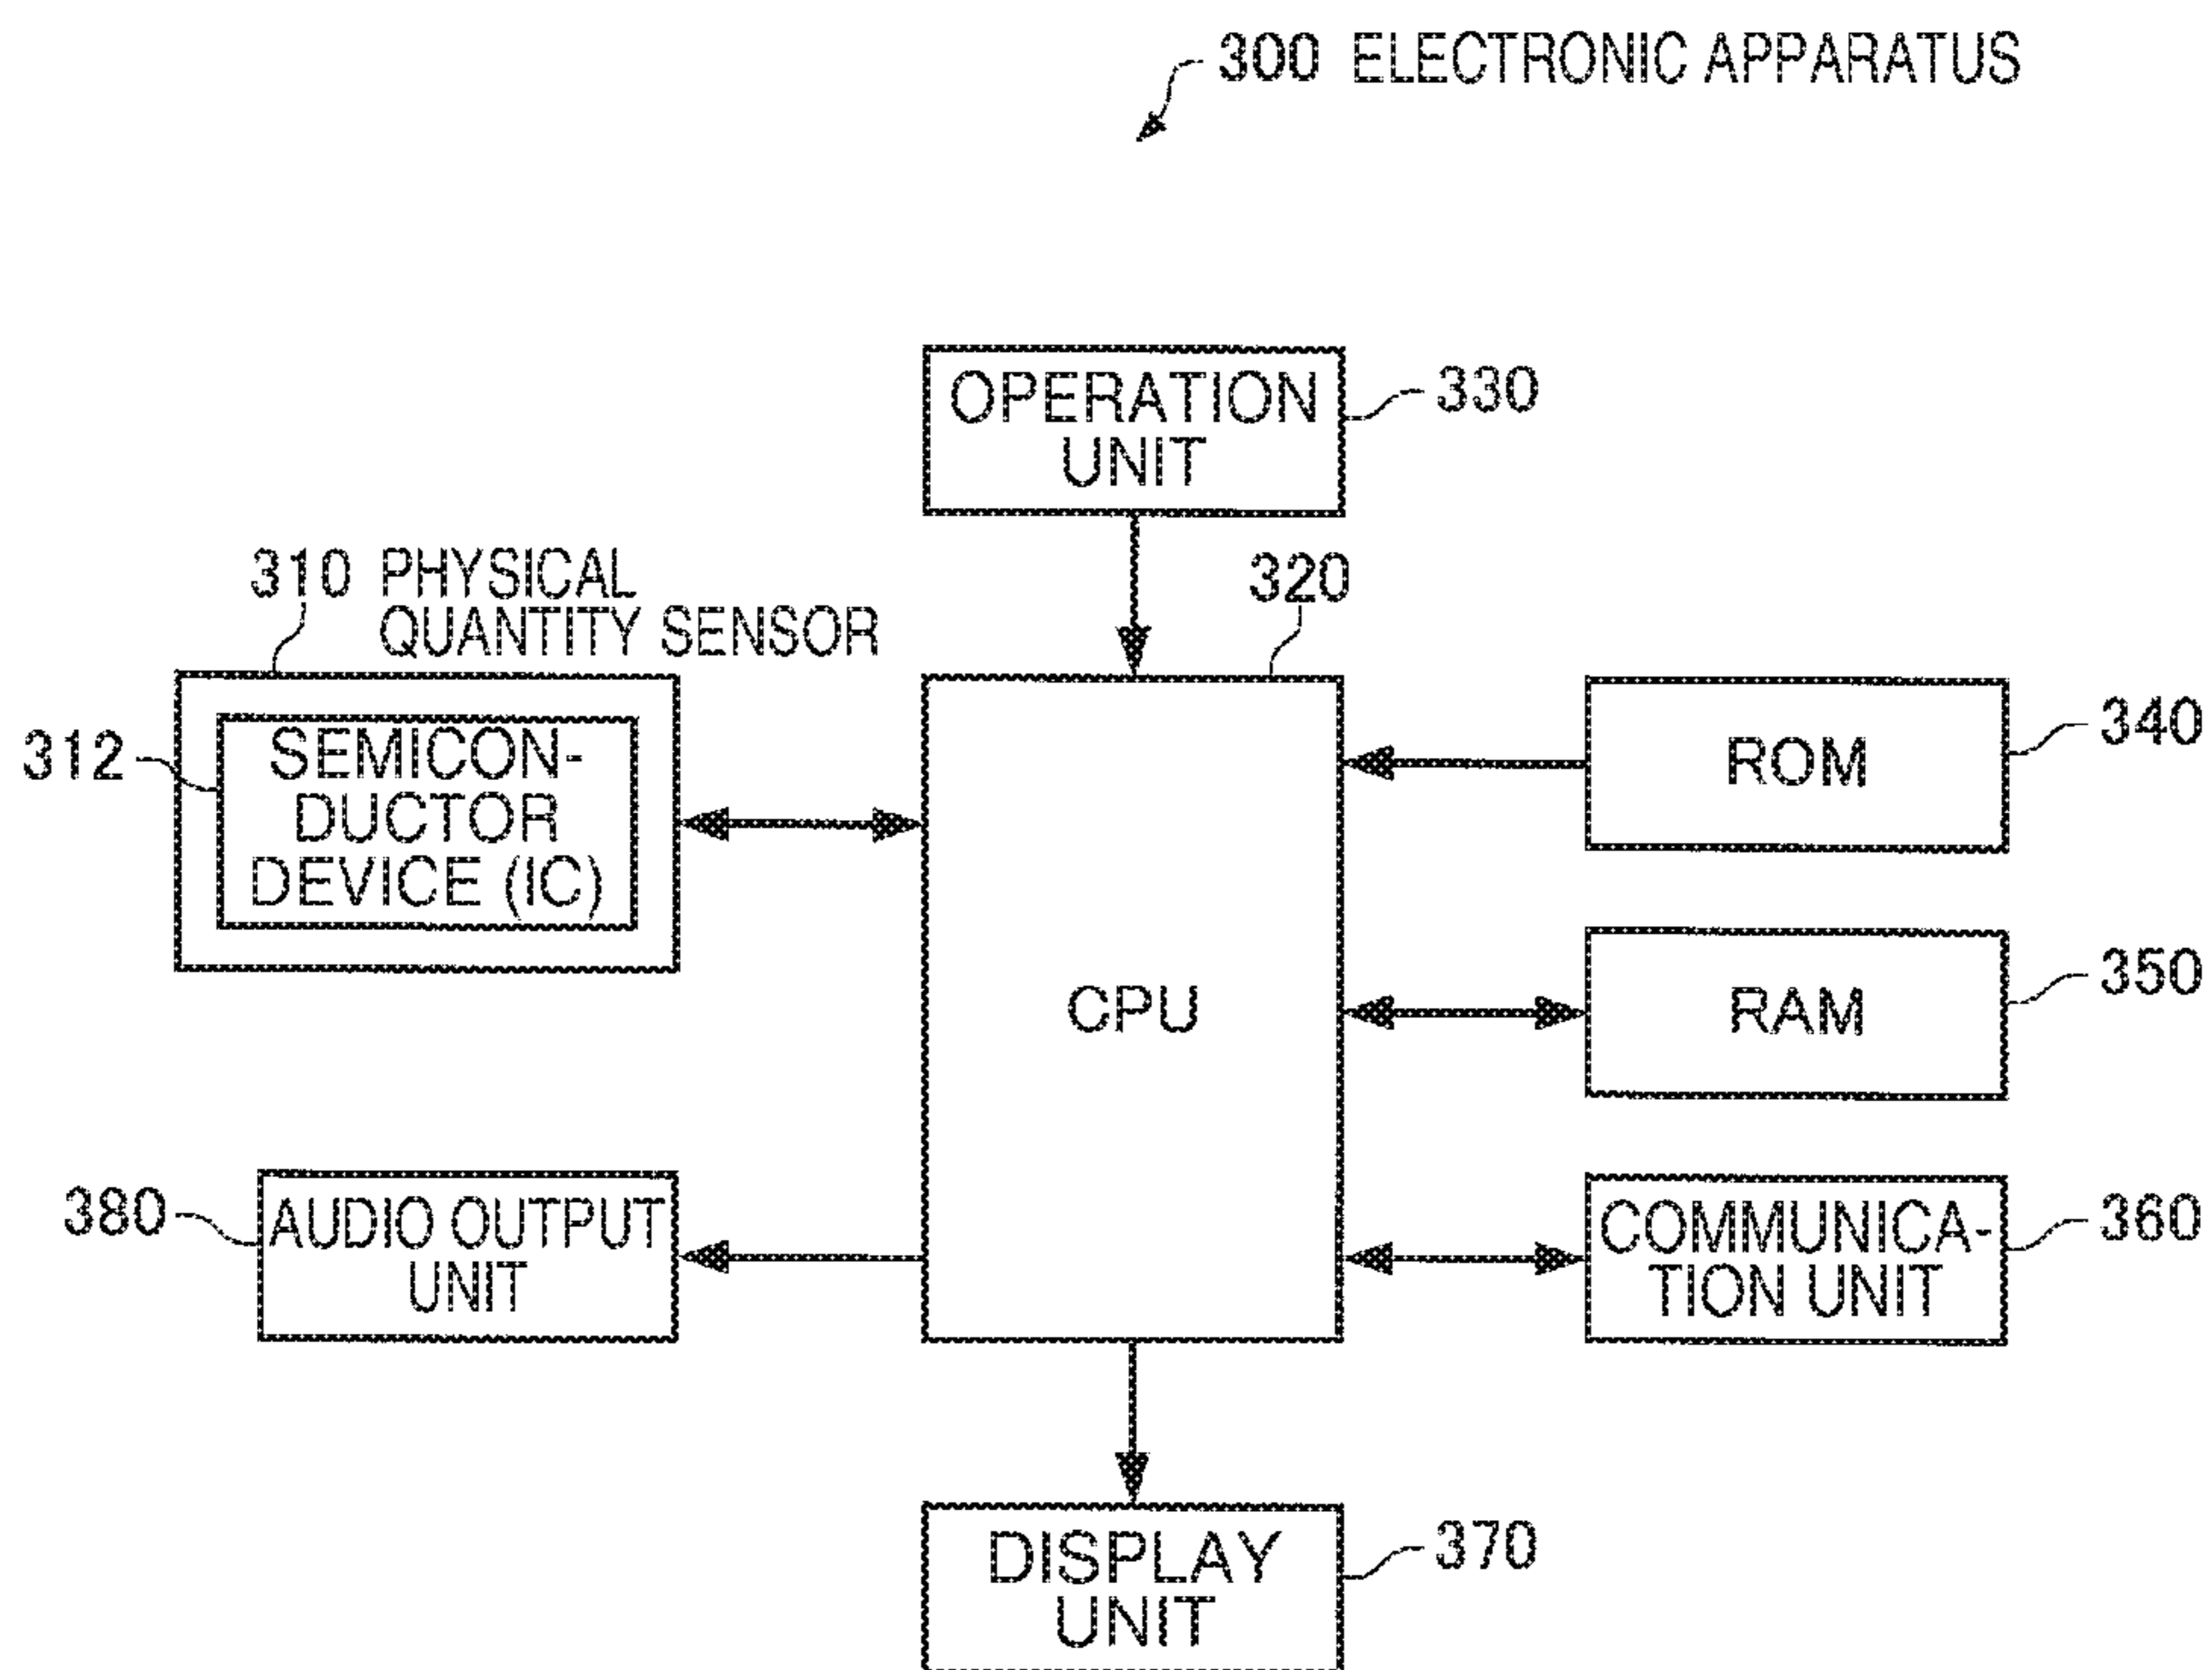 300 ELECTRONIC APPARATUS
OPERATION
UNIT
330
310 PHYSICAL
QUANTITY SENSOR
320
312
SEMICON-
DUCTOR
DEVICE (IC)
ROM
340
CPU
RAM
350
380
AUDIO OUTPUT
UNIT
COMMUNICA-
TION UNIT
360
DISPLAY
UNIT
370